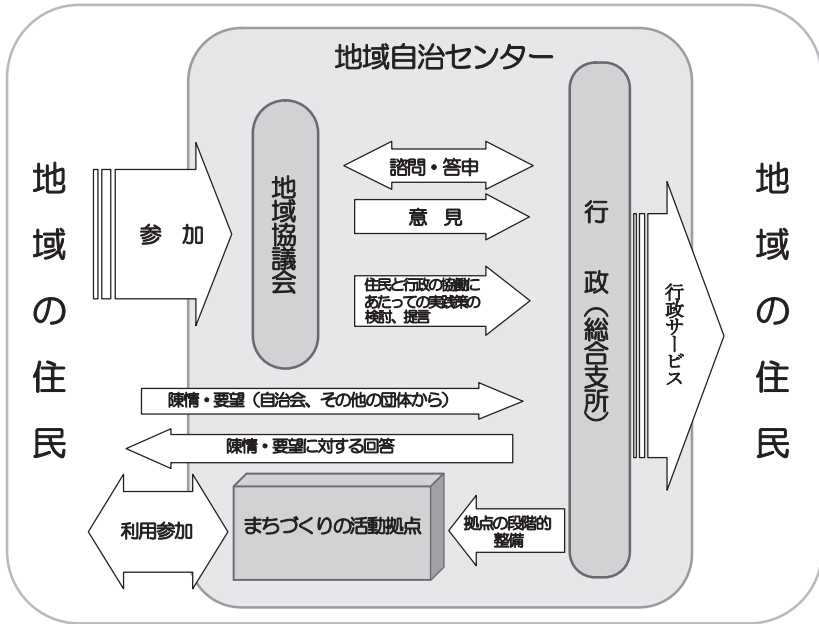 地域自治センター
地域の住民
参　加
地域協議会
諮問・答申
意　見
住民と行政の協働に
あたっての実践策の
検討、提言
行　政（総合支所）
行政サービス
地域の住民
陳情・要望（自治会、その他の団体から）
陳情・要望に対する回答
利用参加
まちづくりの活動拠点
拠点の段階的
整備